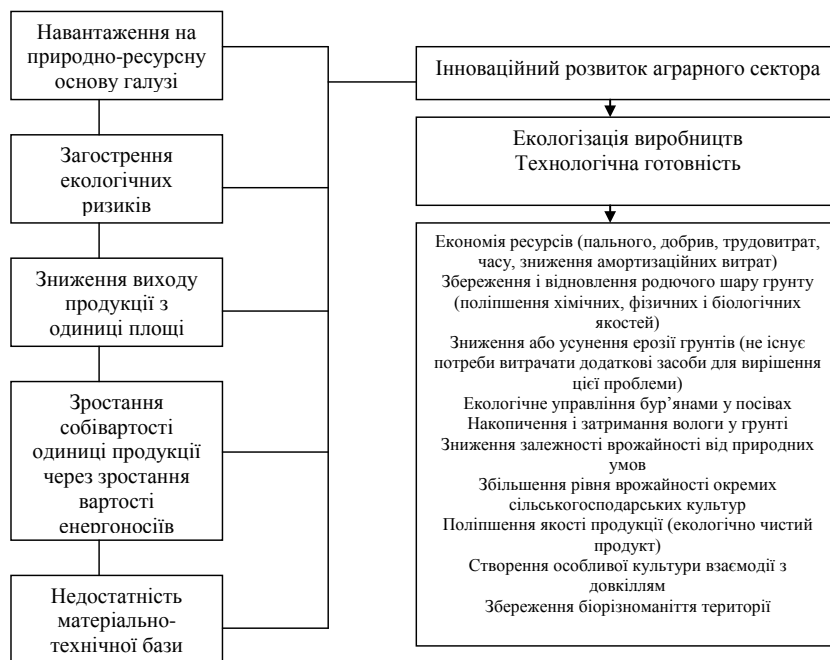 Навантаження на
природно-ресурсну
основу галузі
Загострення
екологічних
ризиків
Зниження виходу
продукції з
одиниці площі
Зростання
собівартості
одиниці продукції
через зростання
вартості
енергоносіїв
Недостатність
матеріально-
технічної бази
Інноваційний розвиток аграрного сектора
Екологізація виробництв
Технологічна готовність
Економія ресурсів (пального, добрив, трудовитрат,
часу, зниження амортизаційних витрат)
Збереження і відновлення родючого шару грунту
(поліпшення хімічних, фізичних і біологічних
якостей)
Зниження або усунення ерозії грунтів (не існує
потреби витрачати додаткові засоби для вирішення
цієї проблеми)
Екологічне управління бур’янами у посівах
Накопичення і затримання вологи у грунті
Зниження залежності врожайності від природних
умов
Збільшення рівня врожайності окремих
сільськогосподарських культур
Поліпшення якості продукції (екологічно чистий
продукт)
Створення особливої культури взаємодії з
довкіллям
Збереження біорізноманіття території